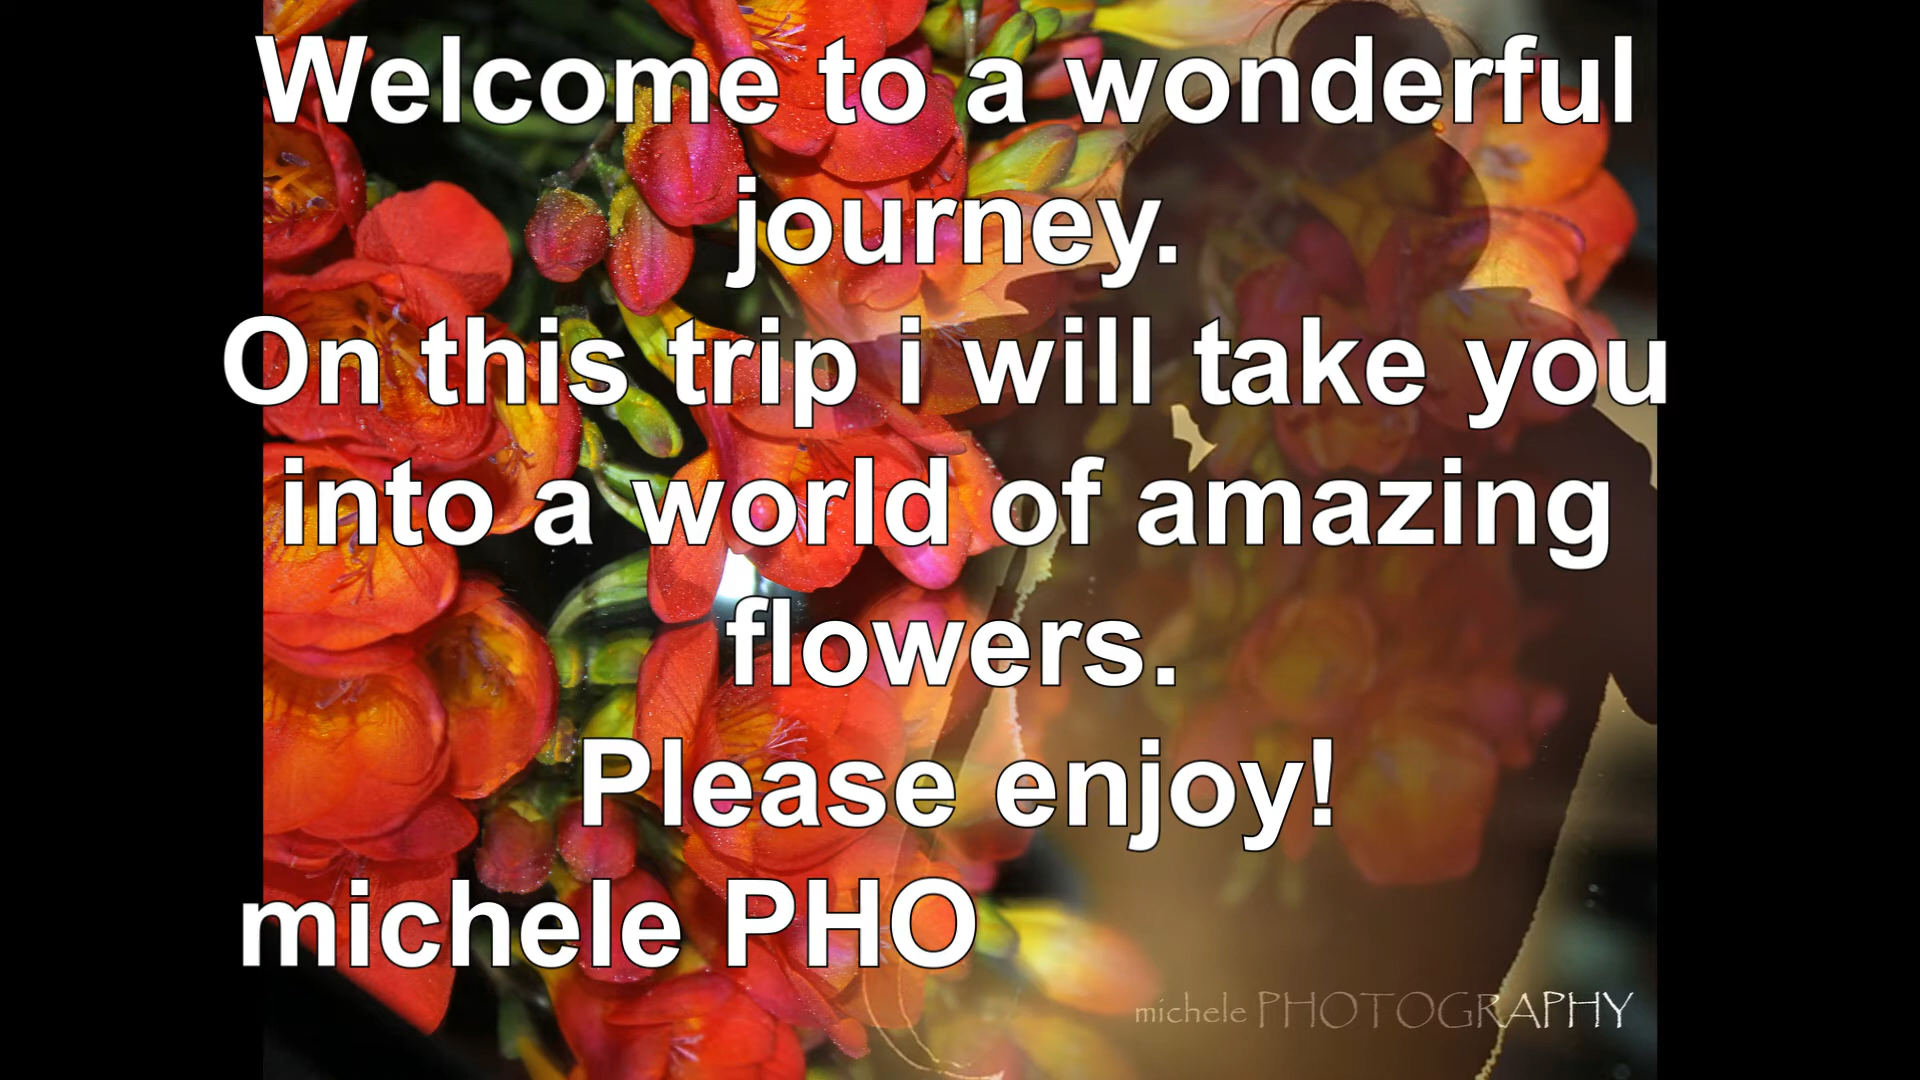 Welcome to a wonderful
journey.
On this trip i will take you
into a world of amazing
flowers.
Please enjoy!
michele PHO
michele PHOTOGRAPHY